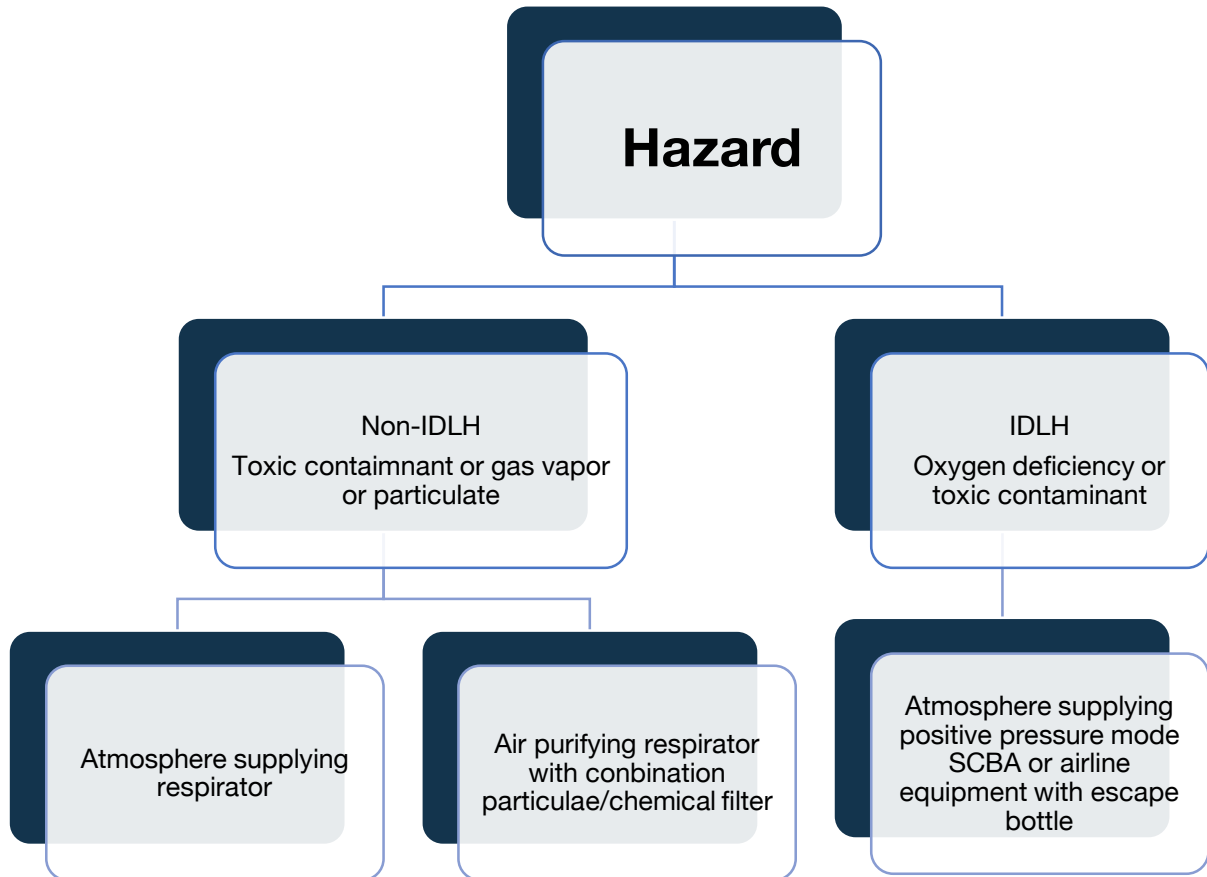 Hazard
Non-IDLH
Toxic contaimnant or gas vapor
or particulate
IDLH
Oxygen deficiency or
toxic contaminant
Atmosphere supplying
respirator
Air purifying respirator
with conbination
particulae/chemical filter
Atmosphere supplying
positive pressure mode
SCBA or airline
equipment with escape
bottle